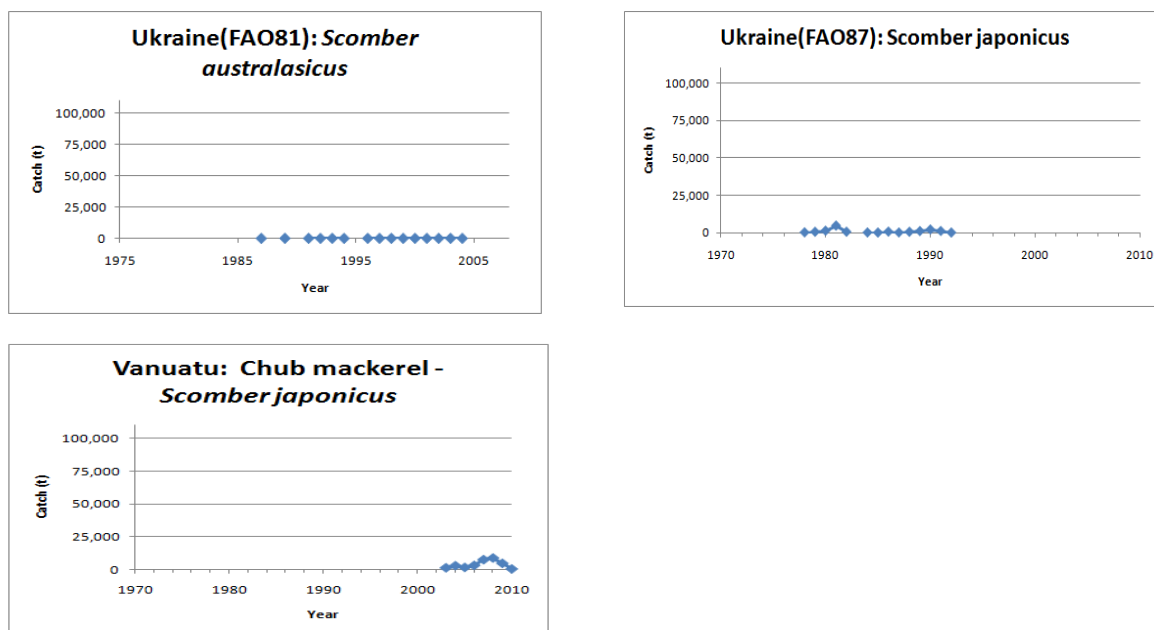 Ukraine(FAO81): Scomber
australasicus
100,000
75,000
50,000
25,000
0
Catch (t)
1975 1985 1995 2005
Year
Ukraine(FAO87): Scomber japonicus
100,000
75,000
50,000
25,000
0
Catch (t)
1970 1980 1990 2000 2010
Year
Vanuatu: Chub mackerel -
Scomber japonicus
100,000
75,000
50,000
25,000
0
Catch (t)
1970 1980 1990 2000 2010
Year